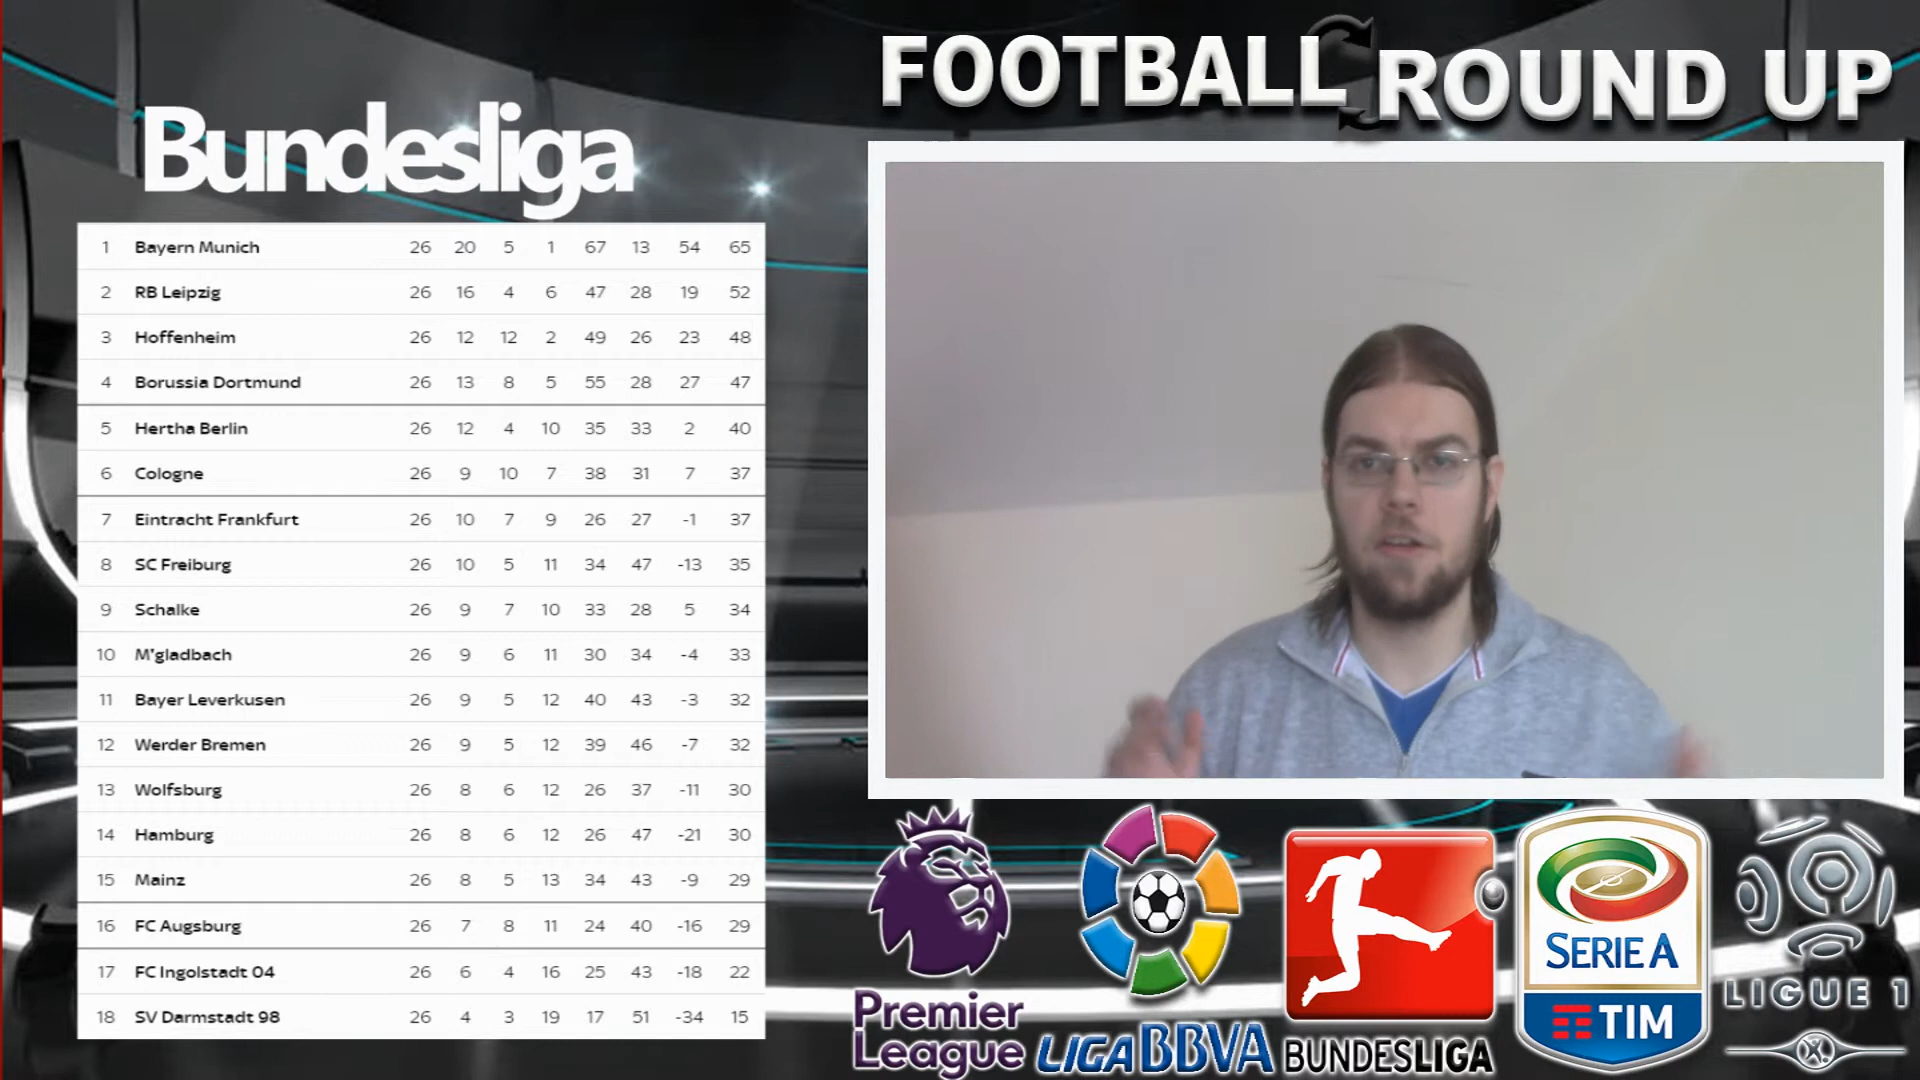 FOOTBALL ROUND UP
Bundesliga
1 Bayern Munich 26 20 5 1 67 13 54 65
2 RB Leipzig 26 16 4 6 47 28 19 52
3 Hoffenheim 26 12 12 2 49 26 23 48
4 Borussia Dortmund 26 13 8 5 55 28 27 47
5 Hertha Berlin 26 12 4 10 35 33 2 40
6 Cologne 26 9 10 7 38 31 7 37
7 Eintracht Frankfurt 26 10 7 9 26 27 -1 37
8 SC Freiburg 26 10 5 11 34 47 -13 35
9 Schalke 26 9 7 10 33 28 5 34
10 M'gladbach 26 9 6 11 30 34 -4 33
11 Bayer Leverkusen 26 9 5 12 40 43 -3 32
12 Werder Bremen 26 9 5 12 39 46 -7 32
13 Wolfsburg 26 8 6 12 26 37 -11 30
14 Hamburg 26 8 6 12 26 47 -21 30
15 Mainz 26 8 5 13 34 43 -9 29
16 FC Augsburg 26 7 8 11 24 40 -16 29
17 FC Ingolstadt 04 26 6 4 16 25 43 -18 22
18 SV Darmstadt 98 26 4 3 19 17 51 -34 15
Premier
League
LIGA BBVA
BUNDESLIGA
SERIE A
TIM
LIGUE 1